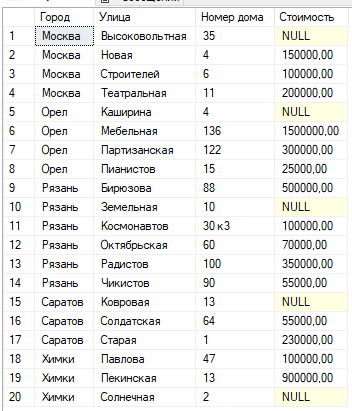 Город Улица Номер дома Стоимость
1 Москва Высоковольтная 35 NULL
2 Москва Новая 4 150000,00
3 Москва Строителей 6 100000,00
4 Москва Театральная 11 200000,00
5 Орел Каширина 4 NULL
6 Орел Мебельная 136 1500000,00
7 Орел Партизанская 122 300000,00
8 Орел Пианистов 15 25000,00
9 Рязань Бирюзова 88 500000,00
10 Рязань Земельная 10 NULL
11 Рязань Космонавтов 30 к3 100000,00
12 Рязань Октябрьская 60 70000,00
13 Рязань Радистов 100 350000,00
14 Рязань Чикистов 90 55000,00
15 Саратов Ковровая 13 NULL
16 Саратов Солдатская 64 55000,00
17 Саратов Старая 1 230000,00
18 Химки Павлова 47 100000,00
19 Химки Пекинская 13 900000,00
20 Химки Солнечная 2 NULL